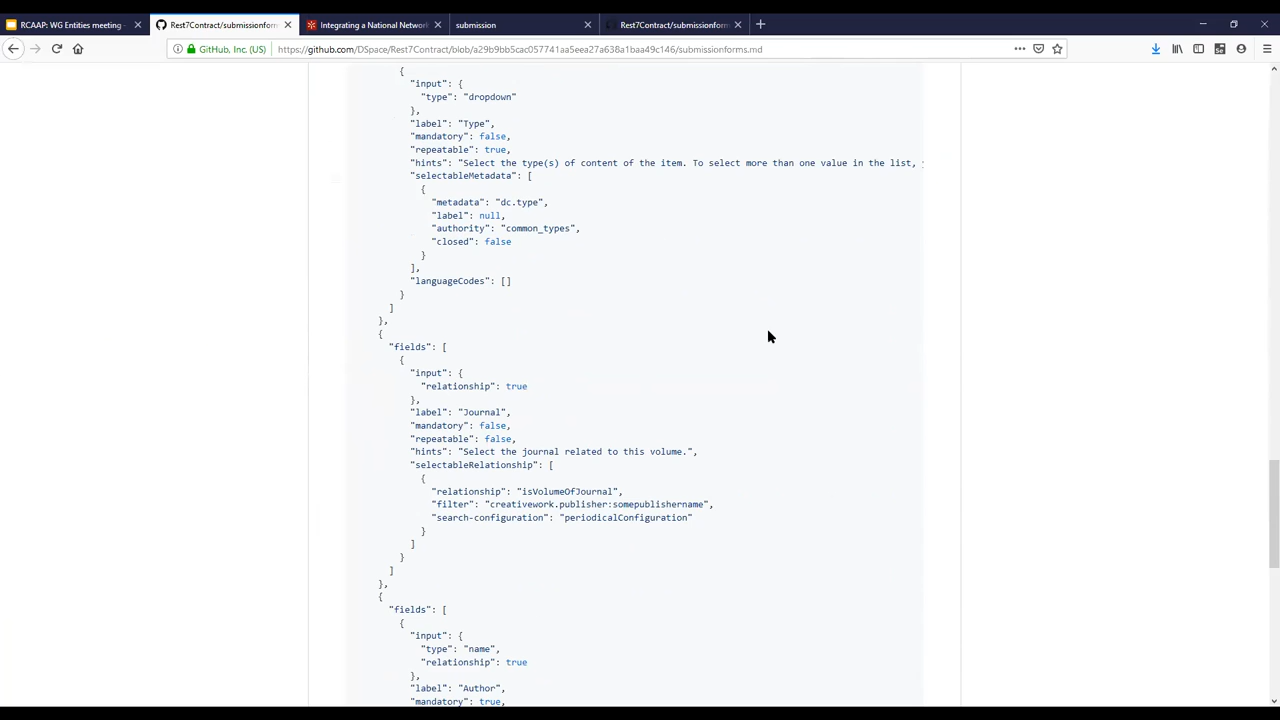 RCAAP: WG Entities meeting -
Rest7Contract/submissionform
Integrating a National Network
submission
Rest7Contract/submissionform
GitHub, Inc. (US)
https://github.com/DSpace/Rest7Contract/blob/a29b9bb5cac057741aa5eea27a638a1baa49c146/submissionforms.md
{
"input": {
"type": "dropdown"
},
"label": "Type",
"mandatory": false,
"repeatable": true,
"hints": "Select the type(s) of content of the item. To select more than one value in the list,
"selectableMetadata": [
{
"metadata": "dc.type",
"label": null,
"authority": "common_types",
"closed": false
}
],
"languageCodes": []
}
]
},
{
"fields": [
{
"input": {
"relationship": true
},
"label": "Journal",
"mandatory": false,
"repeatable": false,
"hints": "Select the journal related to this volume.",
"selectableRelationship": [
{
"relationship": "isVolumeOfJournal",
"filter": "creativework.publisher:somepublishername",
"search-configuration": "periodicalConfiguration"
}
]
}
]
},
{
"fields": [
{
"input": {
"type": "name",
"relationship": true
},
"label": "Author",
"mandatory": true,